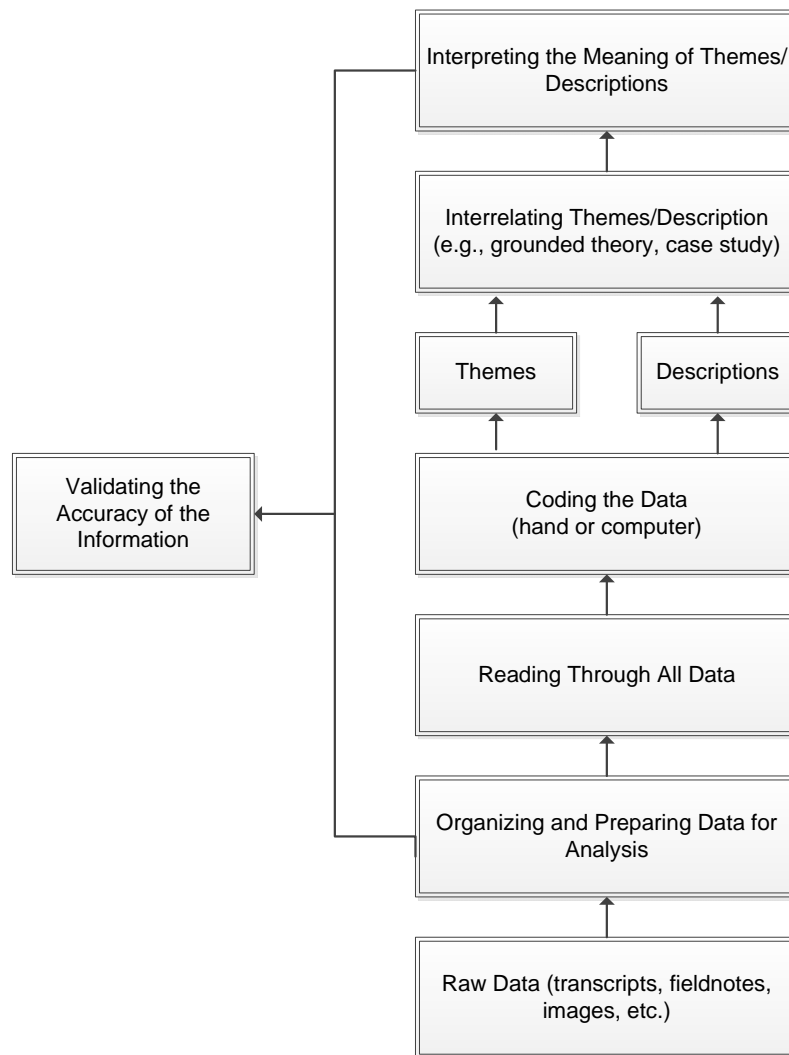 Interpreting the Meaning of Themes/
Descriptions
Interrelating Themes/Description
(e.g., grounded theory, case study)
Themes
Descriptions
Validating the
Accuracy of the
Information
Coding the Data
(hand or computer)
Reading Through All Data
Organizing and Preparing Data for
Analysis
Raw Data (transcripts, fieldnotes,
images, etc.)